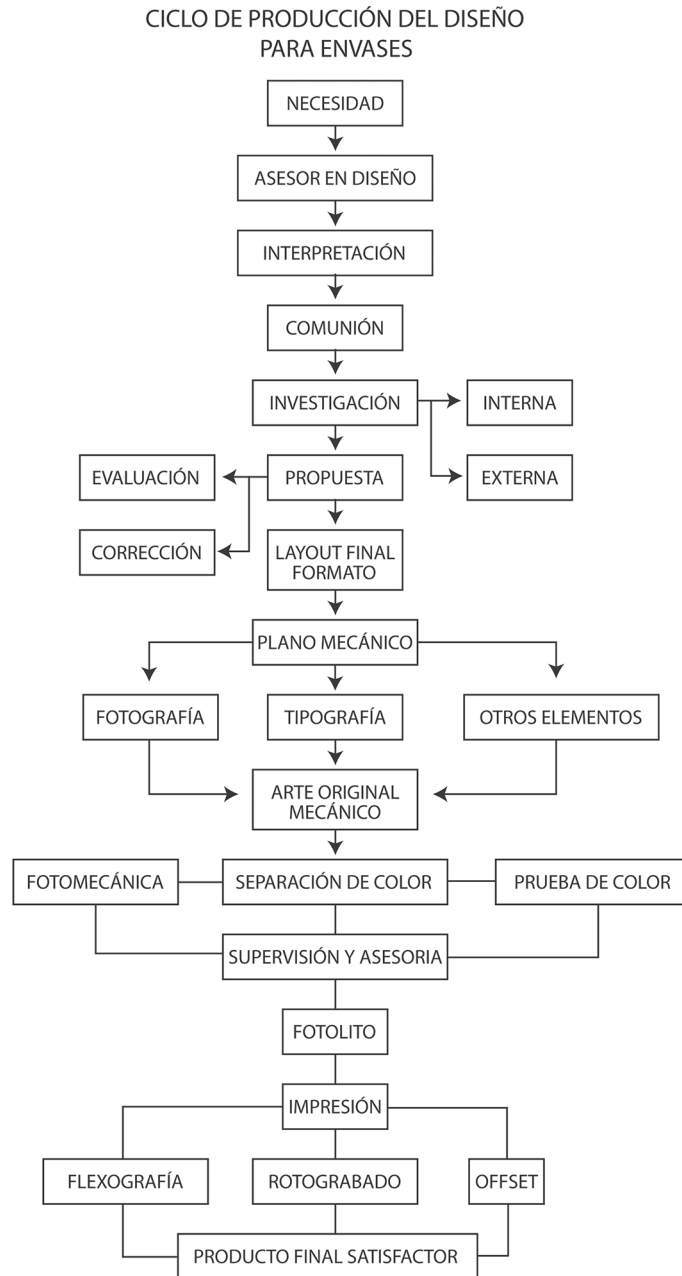 CICLO DE PRODUCCIÓN DEL DISEÑO
PARA ENVASES
NECESIDAD
ASESOR EN DISEÑO
INTERPRETACIÓN
COMUNIÓN
INVESTIGACIÓN
INTERNA
EVALUACIÓN
PROPUESTA
EXTERNA
CORRECCIÓN
LAYOUT FINAL
FORMATO
PLANO MECÁNICO
FOTOGRAFÍA
TIPOGRAFÍA
OTROS ELEMENTOS
ARTE ORIGINAL
MECÁNICO
FOTOMECÁNICA
SEPARACIÓN DE COLOR
PRUEBA DE COLOR
SUPERVISIÓN Y ASESORIA
FOTOLITO
IMPRESIÓN
FLEXOGRAFÍA
ROTOGRABADO
OFFSET
PRODUCTO FINAL SATISFACTOR